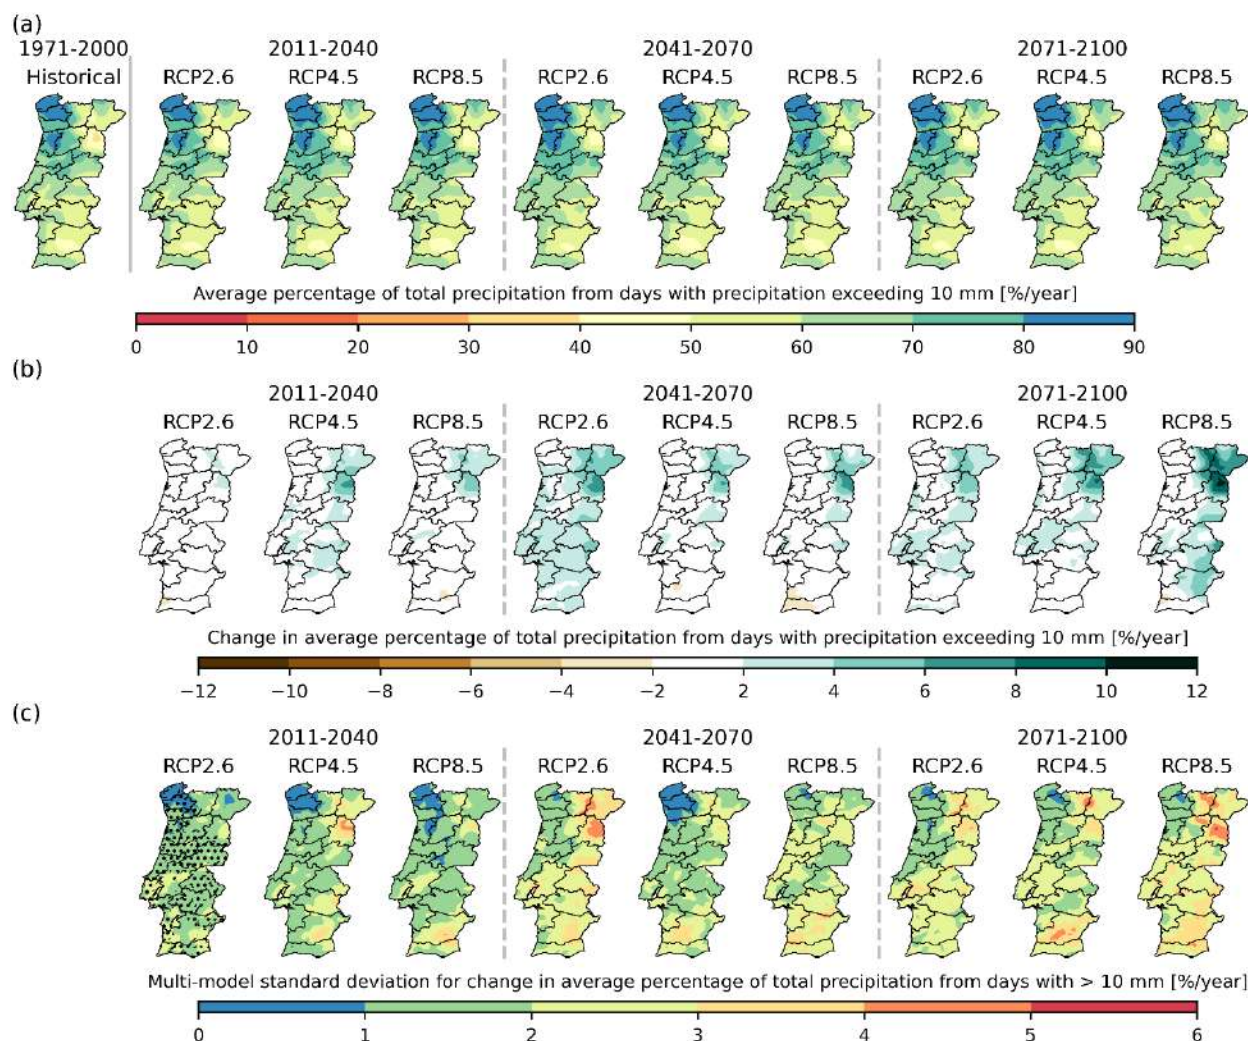 (a)
1971-2000 2011-2040 2041-2070 2071-2100
Historical RCP2.6 RCP4.5 RCP8.5 RCP2.6 RCP4.5 RCP8.5 RCP2.6 RCP4.5 RCP8.5
Average percentage of total precipitation from days with precipitation exceeding 10 mm [%/year]
0 10 20 30 40 50 60 70 80 90
(b)
2011-2040 2041-2070 2071-2100
RCP2.6 RCP4.5 RCP8.5 RCP2.6 RCP4.5 RCP8.5 RCP2.6 RCP4.5 RCP8.5
Change in average percentage of total precipitation from days with precipitation exceeding 10 mm [%/year]
−12 −10 −8 −6 −4 −2 2 4 6 8 10 12
(c)
2011-2040 2041-2070 2071-2100
RCP2.6 RCP4.5 RCP8.5 RCP2.6 RCP4.5 RCP8.5 RCP2.6 RCP4.5 RCP8.5
Multi-model standard deviation for change in average percentage of total precipitation from days with > 10 mm [%/year]
0 1 2 3 4 5 6